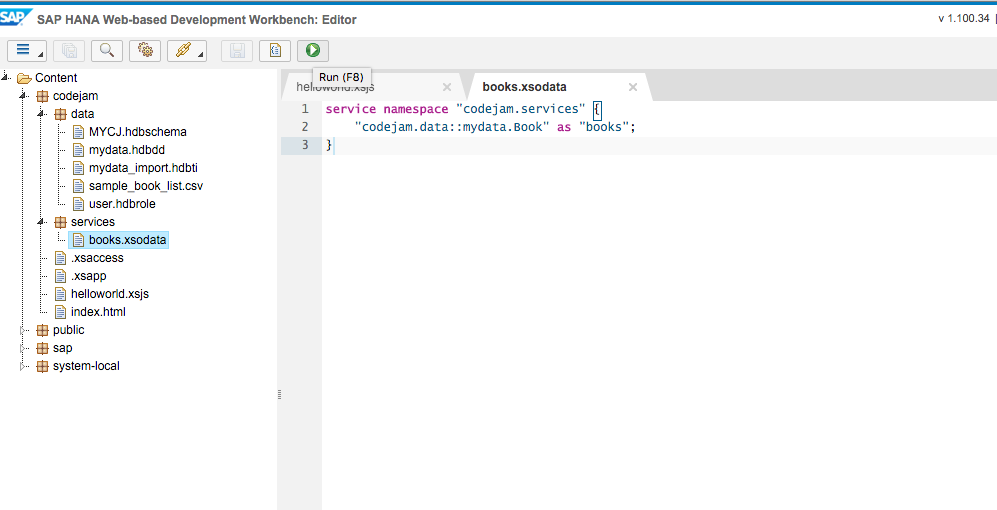 SAP SAP HANA Web-based Development Workbench: Editor
v 1.100.34 |
Run (F8)
helloworld.xsjs
books.xsodata
Content
codejam
data
MYCJ.hdbschema
mydata.hdbdd
mydata_import.hdbti
sample_book_list.csv
user.hdbrole
services
books.xsodata
.xsaccess
.xsapp
helloworld.xsjs
index.html
public
sap
system-local
1 service namespace "codejam.services" {
2 "codejam.data::mydata.Book" as "books";
3 }